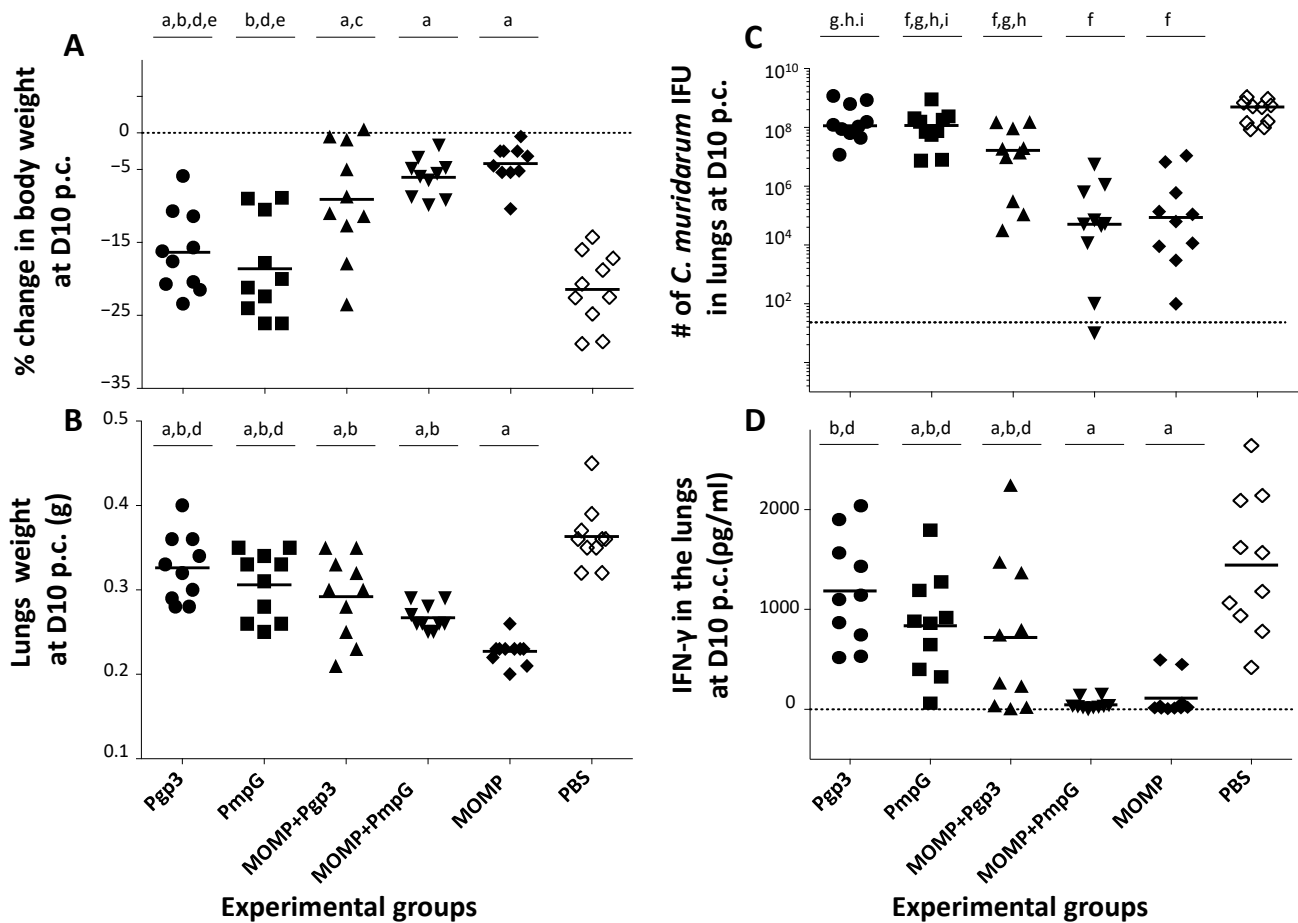 A
a,b,d,e
b,d,e
a,c
a
a
% change in body weight
at D10 p.c.
0
−5
−15
−25
−35
B
a,b,d
a,b,d
a,b
a,b
a
Lungs weight
at D10 p.c. (g)
0.5
0.4
0.3
0.2
0.1
Pgp3
PmpG
MOMP+Pgp3
MOMP+PmpG
MOMP
PBS
Experimental groups
C
g.h.i
f,g,h,i
f,g,h
f
f
# of C. muridarum IFU
in lungs at D10 p.c.
10¹⁰
10⁸
10⁶
10⁴
10²
D
b,d
a,b,d
a,b,d
a
a
IFN-γ in the lungs
at D10 p.c.(pg/ml)
2000
1000
0
Pgp3
PmpG
MOMP+Pgp3
MOMP+PmpG
MOMP
PBS
Experimental groups